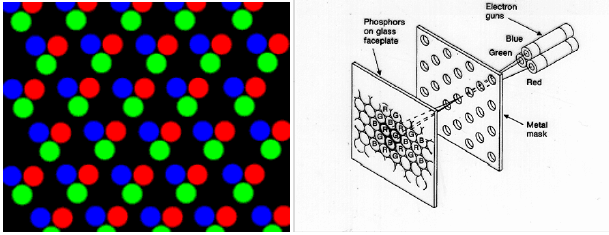 Electron
guns
Phosphors
on glass
faceplate
Blue
Green
Red
Metal
mask
R
G G
B R B
G G
B R B
R G R
G B
B R
G